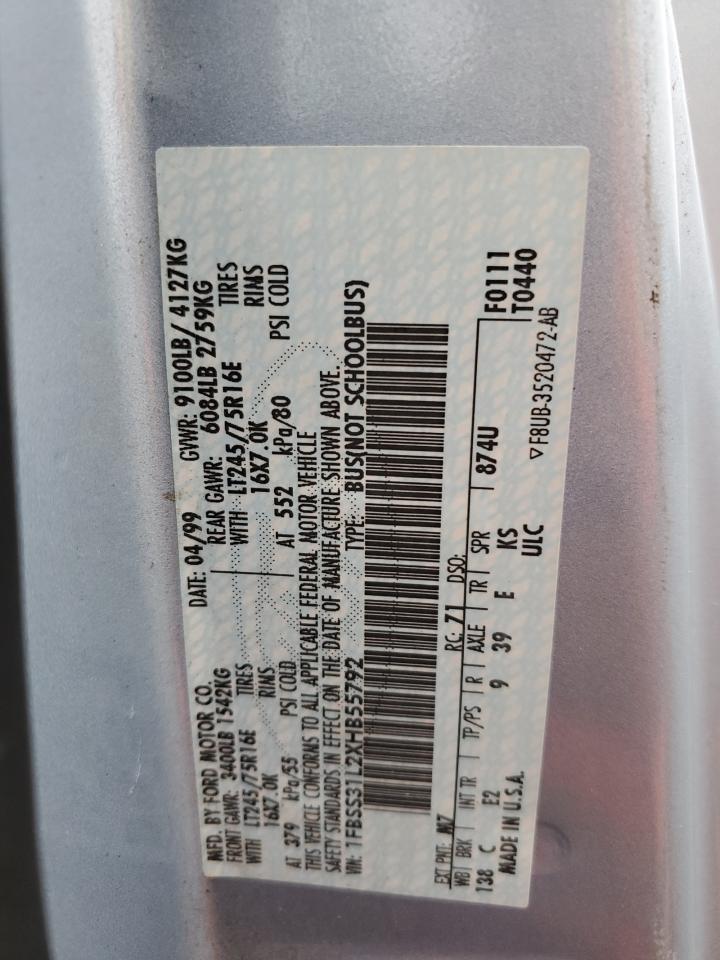 MFD. BY FORD MOTOR CO.
DATE: 04/99 GVWR: 9100LB / 4127KG
FRONT GAWR: 3400LB 1542KG REAR GAWR: 6084LB 2759KG
WITH LT245/75R16E TIRES WITH LT245/75R16E TIRES
16X7.0K RIMS 16X7.0K RIMS
AT 379 kPa/55 PSI COLD AT 552 kPa/80 PSI COLD
THIS VEHICLE CONFORMS TO ALL APPLICABLE FEDERAL MOTOR VEHICLE
SAFETY STANDARDS IN EFFECT ON THE DATE OF MANUFACTURE SHOWN ABOVE.
VIN: 1FBSS31L2XHB55792 TYPE: BUS(NOT SCHOOLBUS)
EXT PNT: MZ RC: 71 DSO:
WB BRK INT TR TP/PS R AXLE TR SPR 874U F0111
138 C E2 9 39 E KS T0440
MADE IN U.S.A. ULC
▽F8UB-3520472-AB